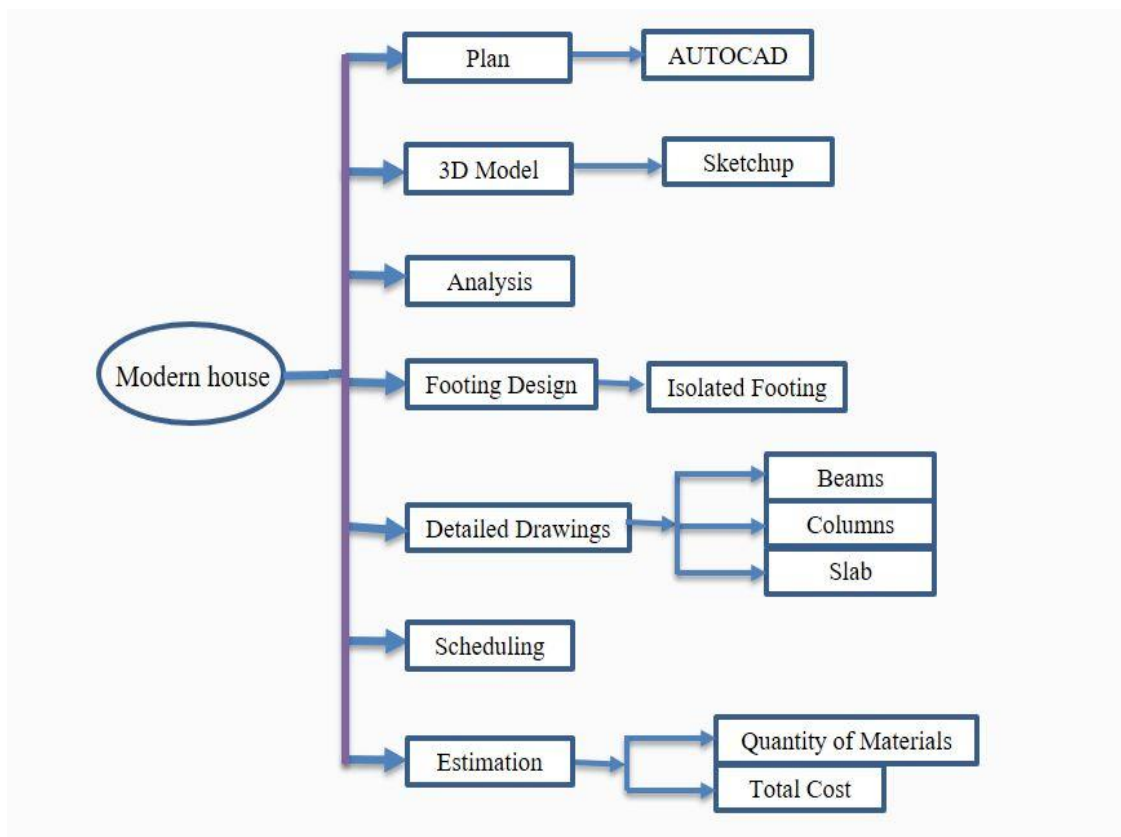 Plan
AUTOCAD
3D Model
Sketchup
Analysis
Modern house
Footing Design
Isolated Footing
Detailed Drawings
Beams
Columns
Slab
Scheduling
Estimation
Quantity of Materials
Total Cost